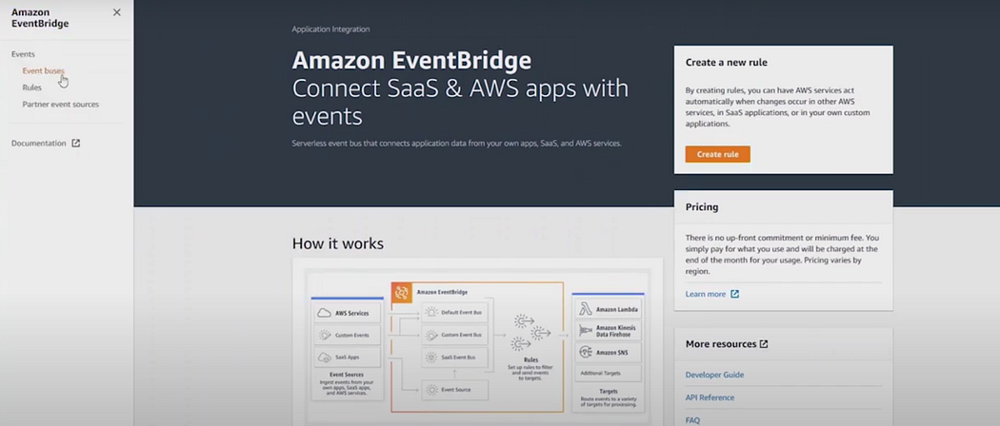 Amazon
EventBridge
Events
Event buses
Rules
Partner event sources
Documentation
Application Integration
Amazon EventBridge
Connect SaaS & AWS apps with
events
Serverless event bus that connects application data from your own apps, SaaS, and AWS services.
Create a new rule
By creating rules, you can have AWS services act
automatically when changes occur in other AWS
services, in SaaS applications, or in your own custom
applications.
Create rule
Pricing
There is no up-front commitment or minimum fee. You
simply pay for what you use and will be charged at the
end of the month for your usage. Pricing varies by
region.
Learn more
More resources
Developer Guide
API Reference
FAQ
How it works
AWS Services
Custom Events
SaaS Apps
Event Sources
Ingest events from your
own apps, SaaS apps,
and AWS services.
Amazon EventBridge
Default Event Bus
Custom Event Bus
SaaS Event Bus
Event Source
Rules
Set up rules to filter
and send events
to targets.
Amazon Lambda
Amazon Kinesis
Data Firehose
Amazon SNS
Additional Targets
Targets
Route events to a variety
of targets for processing.